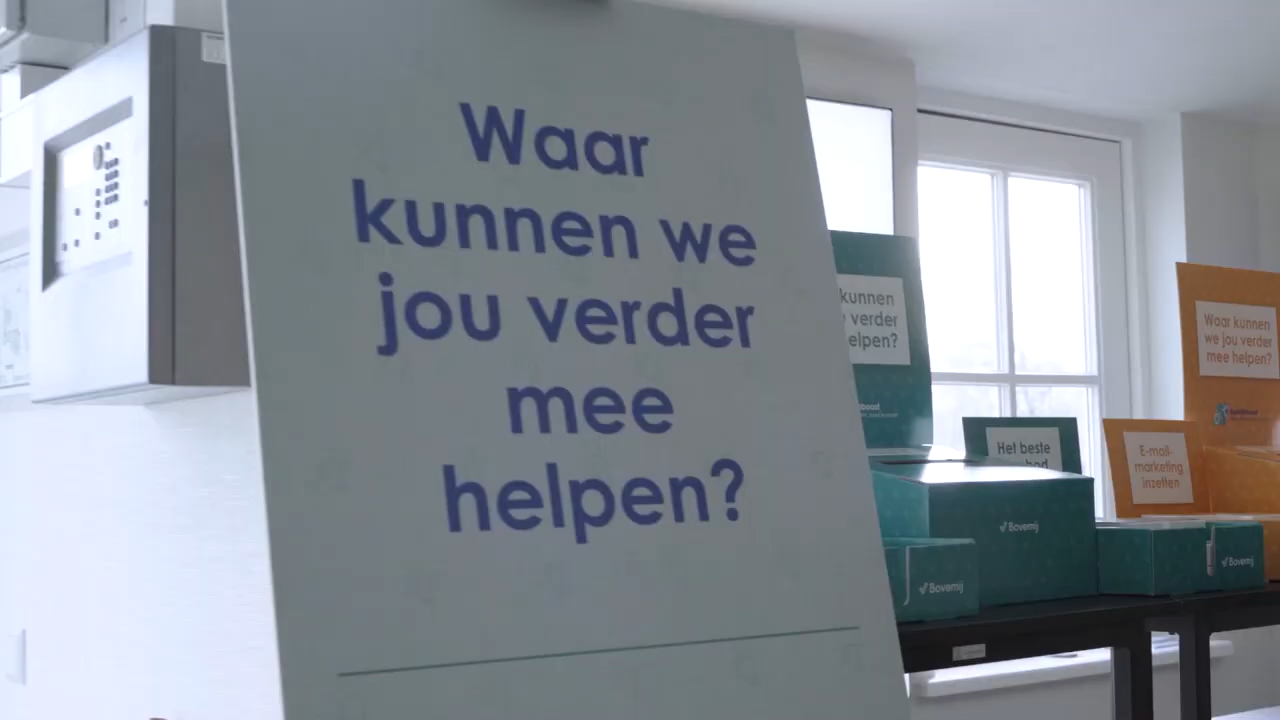 Waar
kunnen we
jou verder
mee
helpen?
kunnen
verder
elpen?
Het beste
Bovemij
Bovemij
Bovemij
E-mail-
marketing
inzetten
Waar kunnen
we jou verder
mee helpen?